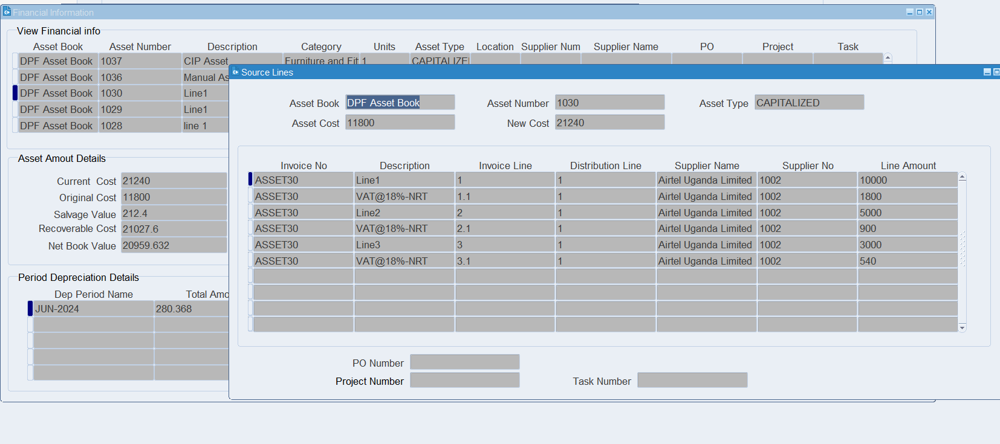 Financial Information
View Financial info
Asset Book Asset Number Description Category Units Asset Type Location Supplier Num Supplier Name PO Project Task
DPF Asset Book 1037 CIP Asset Furniture and Fit 1 CAPITALIZE
DPF Asset Book 1036 Manual As
DPF Asset Book 1030 Line1
DPF Asset Book 1029 Line1
DPF Asset Book 1028 line 1
Asset Amout Details
Current Cost 21240
Original Cost 11800
Salvage Value 212.4
Recoverable Cost 21027.6
Net Book Value 20959.632
Period Depreciation Details
Dep Period Name Total Amo
JUN-2024 280.368
Source Lines
Asset Book DPF Asset Book Asset Number 1030 Asset Type CAPITALIZED
Asset Cost 11800 New Cost 21240
Invoice No Description Invoice Line Distribution Line Supplier Name Supplier No Line Amount
ASSET30 Line1 1 1 Airtel Uganda Limited 1002 10000
ASSET30 VAT@18%-NRT 1.1 1 Airtel Uganda Limited 1002 1800
ASSET30 Line2 2 1 Airtel Uganda Limited 1002 5000
ASSET30 VAT@18%-NRT 2.1 1 Airtel Uganda Limited 1002 900
ASSET30 Line3 3 1 Airtel Uganda Limited 1002 3000
ASSET30 VAT@18%-NRT 3.1 1 Airtel Uganda Limited 1002 540
PO Number
Project Number Task Number